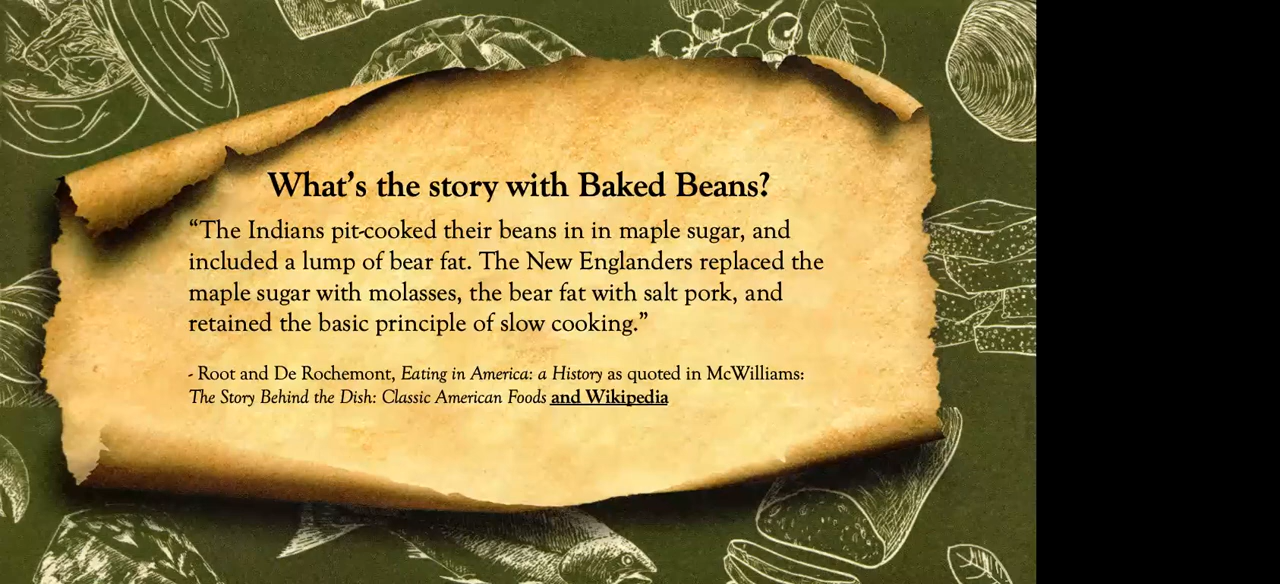 What’s the story with Baked Beans?
“The Indians pit-cooked their beans in in maple sugar, and
included a lump of bear fat. The New Englanders replaced the
maple sugar with molasses, the bear fat with salt pork, and
retained the basic principle of slow cooking.”
- Root and De Rochemont, Eating in America: a History as quoted in McWilliams:
The Story Behind the Dish: Classic American Foods and Wikipedia